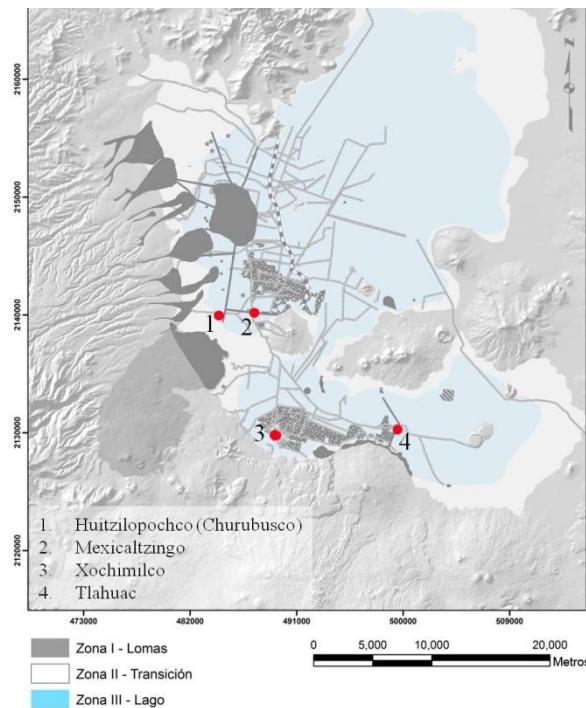 2160000
2150000
2140000
2130000
2120000
N
1
2
3
4
1. Huitzilopochco (Churubusco)
2. Mexicaltzingo
3. Xochimilco
4. Tlahuac
473000 482000 491000 500000 509000
Zona I - Lomas
Zona II - Transición
Zona III - Lago
0 5,000 10,000 20,000
Metros